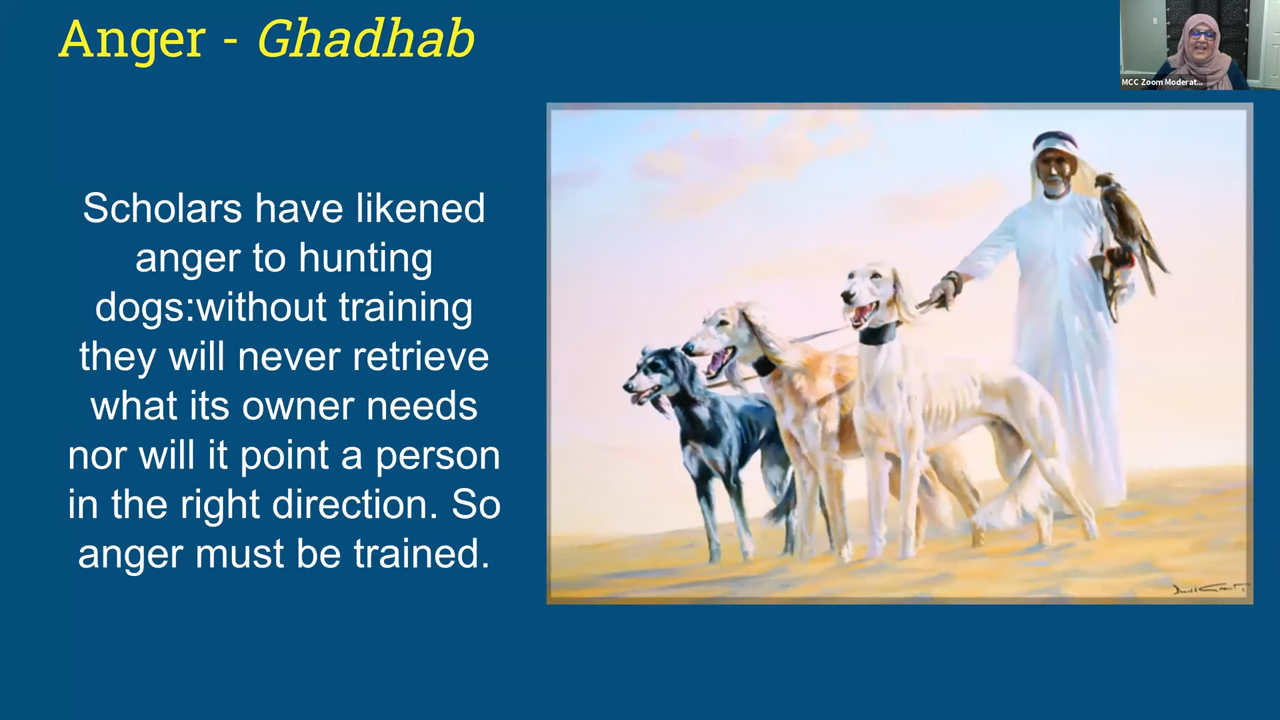 Anger - Ghadhab
MCC Zoom Moderat...
Scholars have likened
anger to hunting
dogs:without training
they will never retrieve
what its owner needs
nor will it point a person
in the right direction. So
anger must be trained.